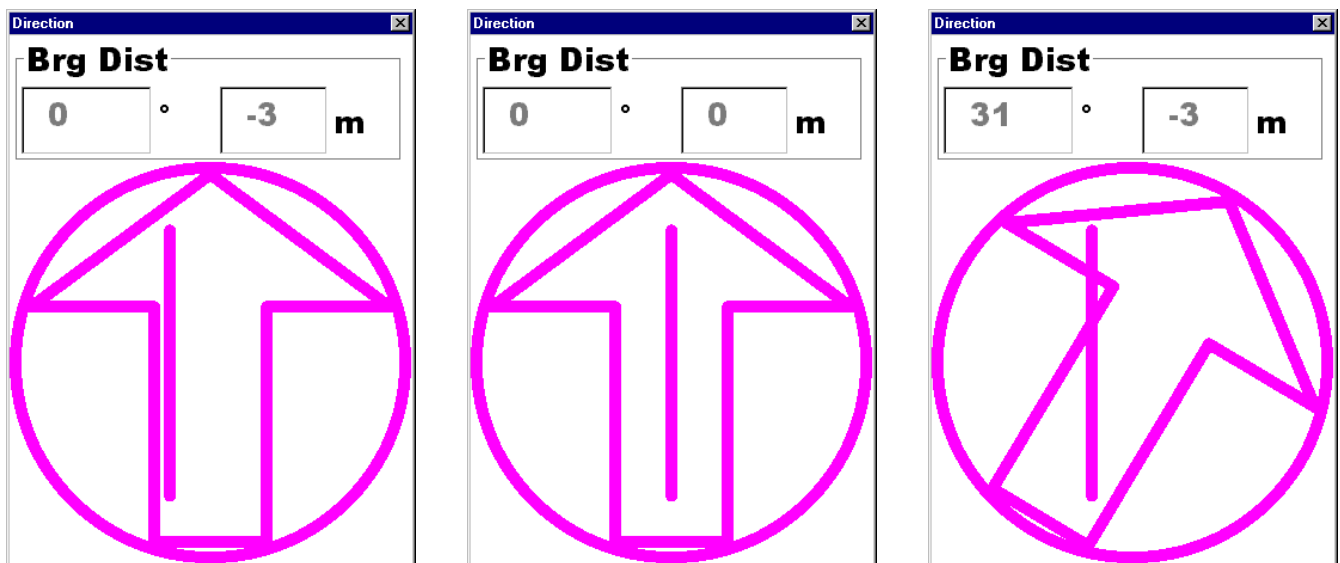 Direction
Brg Dist
0 ° -3 m
Direction
Brg Dist
0 ° 0 m
Direction
Brg Dist
31 ° -3 m